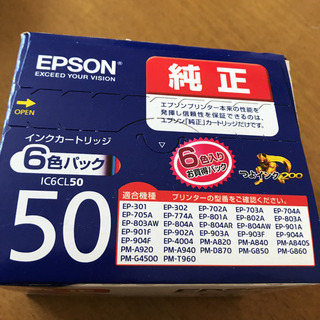 EPSON
EXCEED YOUR VISION
純正
エプソンプリンター本来の性能を
発揮し信頼性を保証できるのは、
エプソン「純正」カートリッジだけです。
OPEN
インクカートリッジ
6色パック
IC6CL50
50
6色入り
お買得パック
つよインク200
適合機種
プリンターの型番をご確認ください。
EP-301 EP-302 EP-702A EP-703A EP-704A
EP-705A EP-774A EP-801A EP-802A EP-803A
EP-803AW EP-804A EP-804AR EP-804AW EP-901A
EP-901F EP-902A EP-903A EP-903F EP-904A
EP-904F EP-4004 PM-A820 PM-A840 PM-A840S
PM-A920 PM-A940 PM-D870 PM-G850 PM-G860
PM-G4500 PM-T960